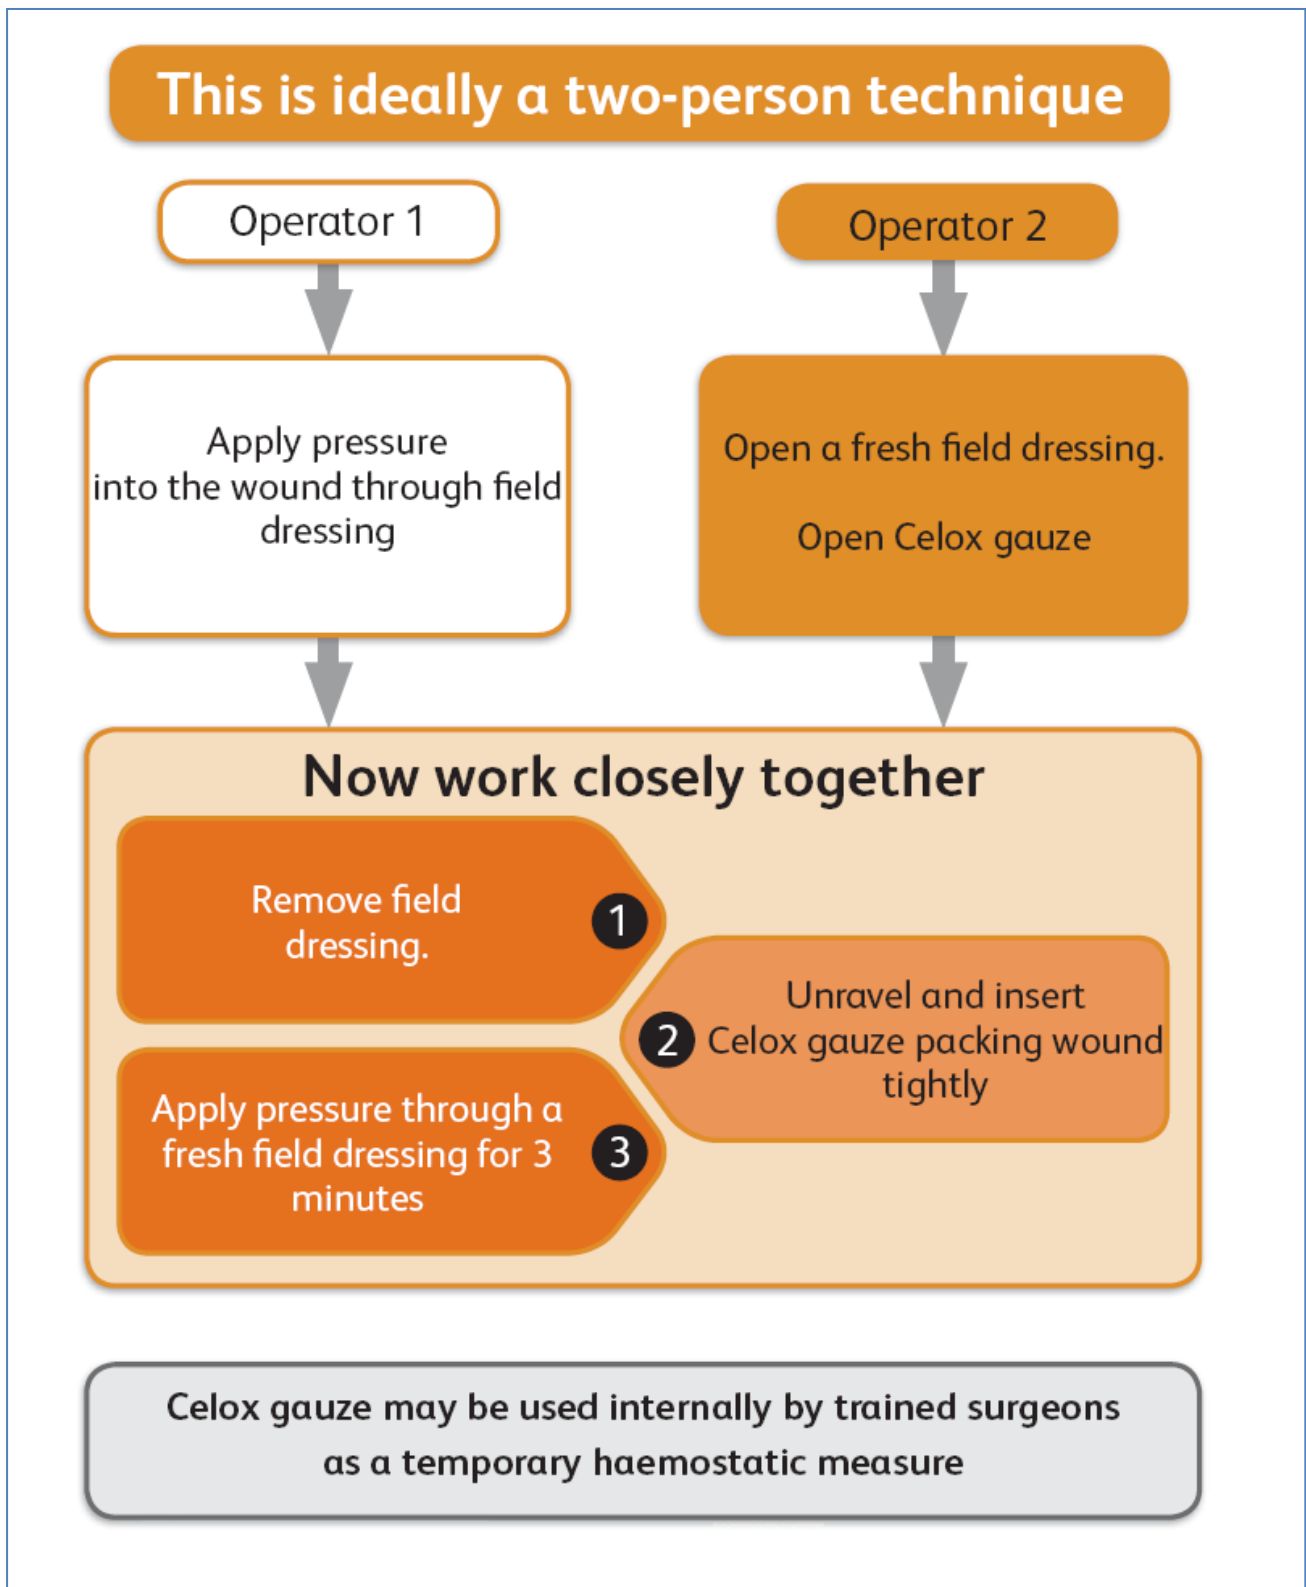 This is ideally a two-person technique
Operator 1
Operator 2
Apply pressure
into the wound through field
dressing
Open a fresh field dressing.
Open Celox gauze
Now work closely together
Remove field
dressing.
1
Unravel and insert
2 Celox gauze packing wound
tightly
Apply pressure through a
fresh field dressing for 3
minutes
3
Celox gauze may be used internally by trained surgeons
as a temporary haemostatic measure